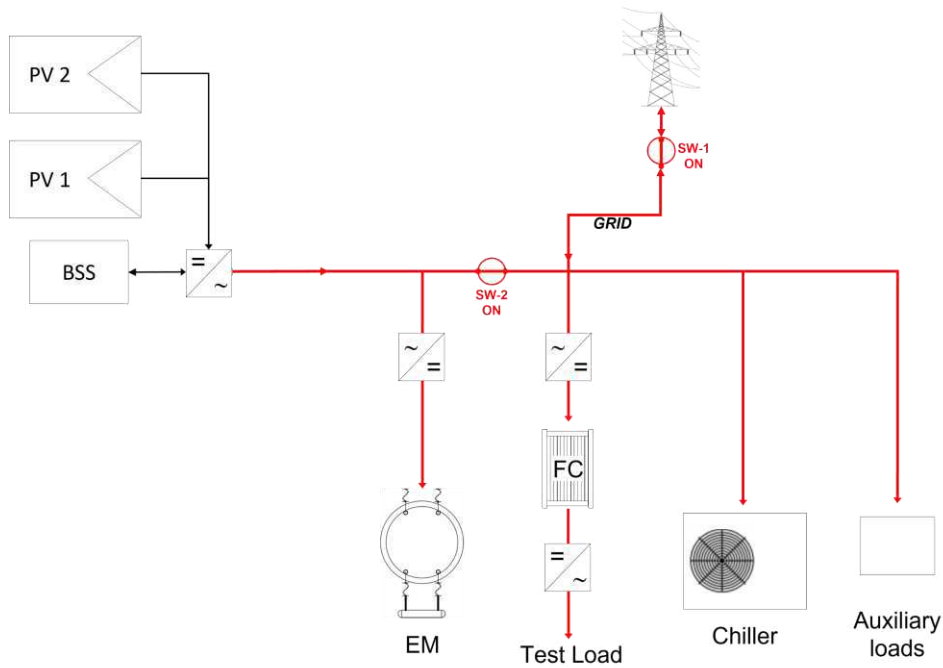 PV 2
PV 1
BSS
=
~
SW-1
ON
GRID
SW-2
ON
~
=
~
=
FC
=
~
EM
Test Load
Chiller
Auxiliary
loads